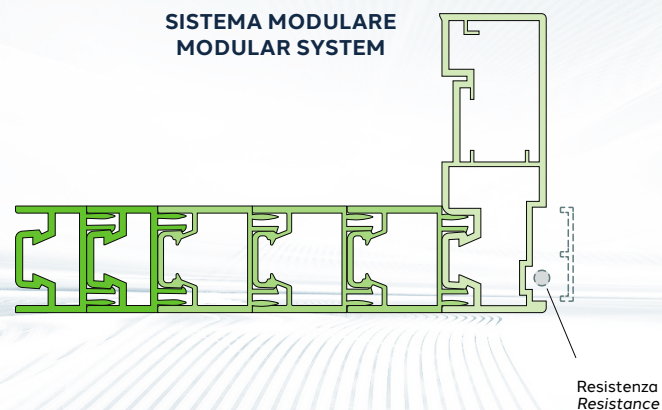 SISTEMA MODULARE
MODULAR SYSTEM
Resistenza
Resistance